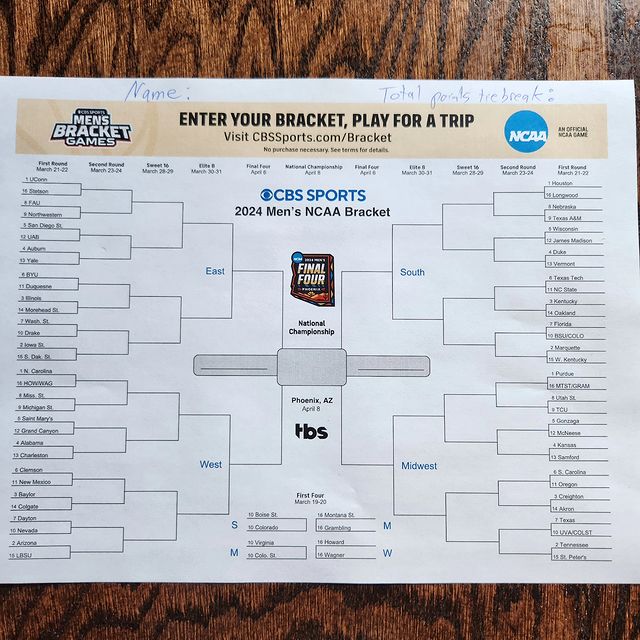 Name: Total points tiebreak:
CBS SPORTS
MEN'S
BRACKET
GAMES
ENTER YOUR BRACKET, PLAY FOR A TRIP
Visit CBSSports.com/Bracket
No purchase necessary. See terms for details.
NCAA
AN OFFICIAL
NCAA GAME
First Round Second Round Sweet 16 Elite 8 Final Four National Championship Final Four Elite 8 Sweet 16 Second Round First Round
March 21-22 March 23-24 March 28-29 March 30-31 April 6 April 8 April 6 March 30-31 March 28-29 March 23-24 March 21-22
CBS SPORTS
2024 Men's NCAA Bracket
1 UConn
16 Stetson
8 FAU
9 Northwestern
5 San Diego St.
12 UAB
4 Auburn
13 Yale
6 BYU
11 Duquesne
3 Illinois
14 Morehead St.
7 Wash. St.
10 Drake
2 Iowa St.
15 S. Dak. St.
East
1 N. Carolina
16 HOW/WAG
8 Miss. St.
9 Michigan St.
5 Saint Mary's
12 Grand Canyon
4 Alabama
13 Charleston
6 Clemson
11 New Mexico
3 Baylor
14 Colgate
7 Dayton
10 Nevada
2 Arizona
15 LBSU
West
NCAA 2024 MEN'S
FINAL
FOUR
PHOENIX
National
Championship
Phoenix, AZ
April 8
tbs
1 Houston
16 Longwood
8 Nebraska
9 Texas A&M
5 Wisconsin
12 James Madison
4 Duke
13 Vermont
6 Texas Tech
11 NC State
3 Kentucky
14 Oakland
7 Florida
10 BSU/COLO
2 Marquette
15 W. Kentucky
South
1 Purdue
16 MTST/GRAM
8 Utah St.
9 TCU
5 Gonzaga
12 McNeese
4 Kansas
13 Samford
6 S. Carolina
11 Oregon
3 Creighton
14 Akron
7 Texas
10 UVA/COLST
2 Tennessee
15 St. Peter's
Midwest
First Four
March 19-20
S 10 Boise St. 16 Montana St. M
10 Colorado 16 Grambling
M 10 Virginia 16 Howard W
10 Colo. St. 16 Wagner